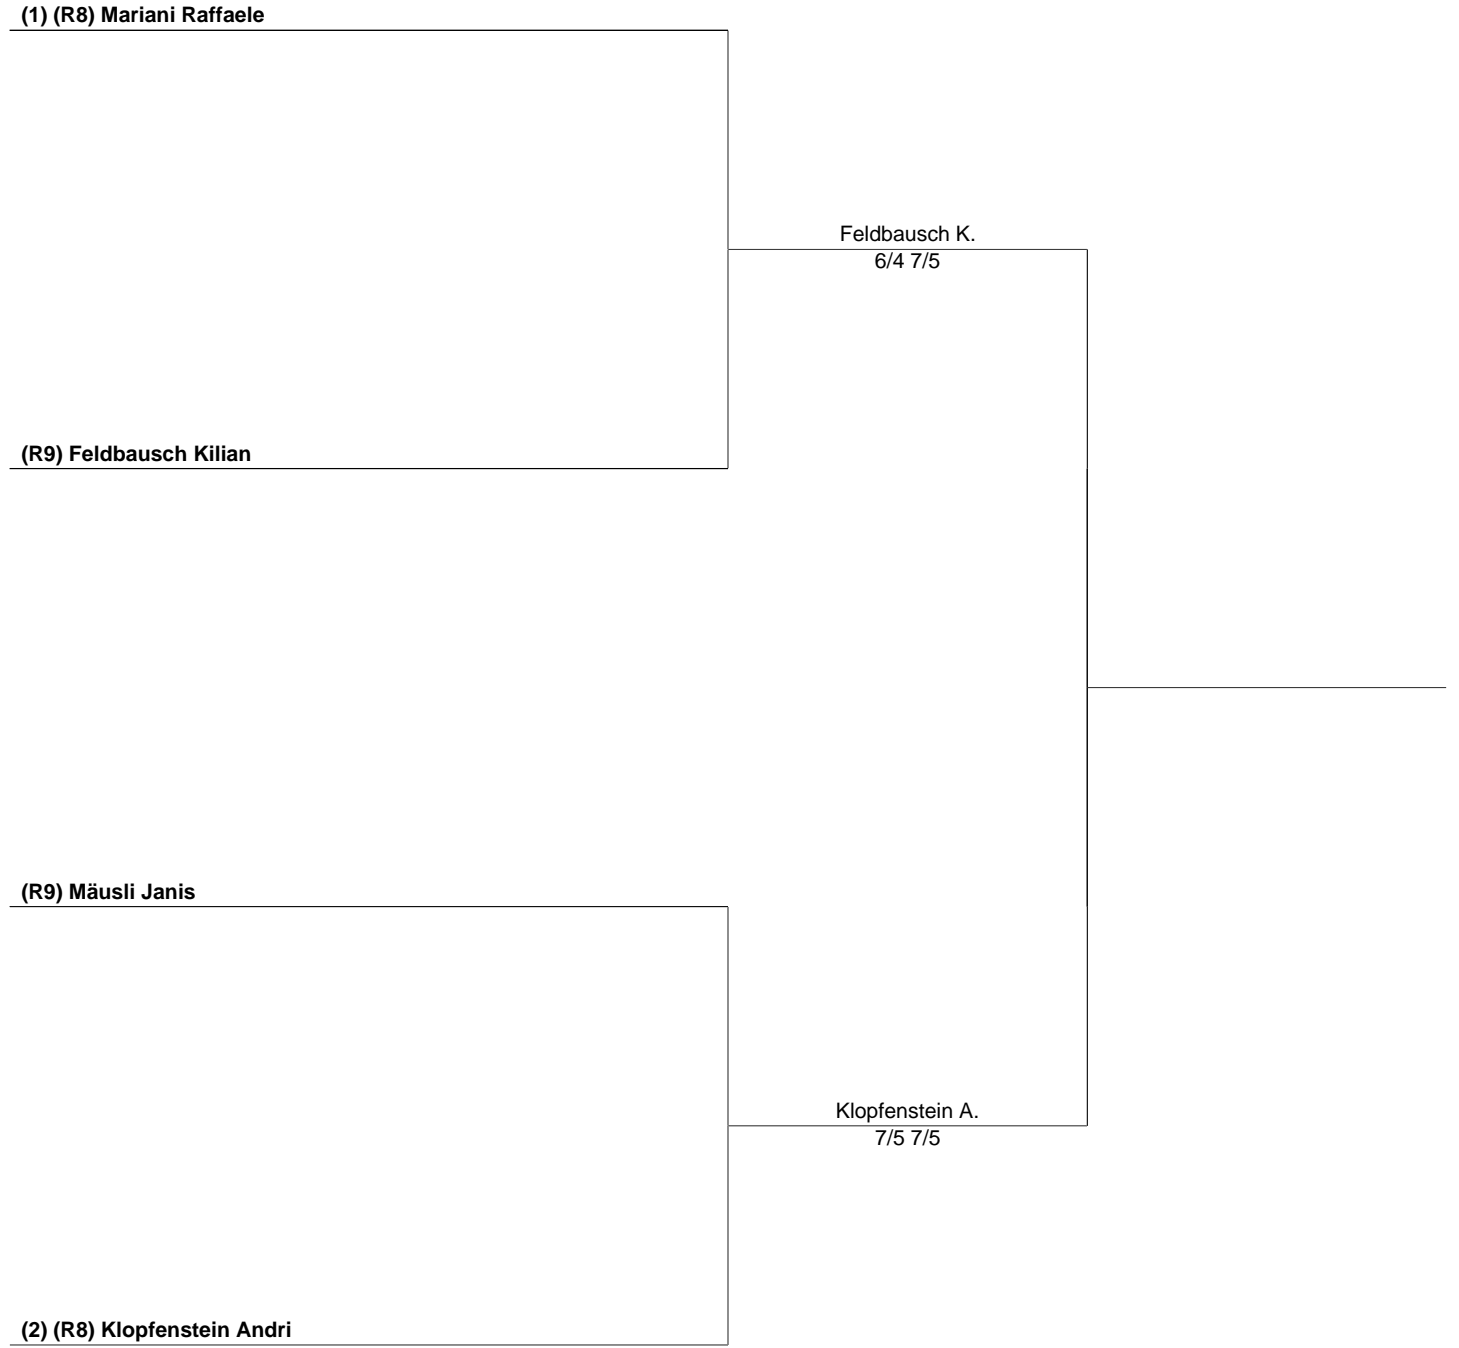 (1) (R8) Mariani Raffaele
Feldbausch K.
6/4 7/5
(R9) Feldbausch Kilian
(R9) Mäusli Janis
Klopfenstein A.
7/5 7/5
(2) (R8) Klopfenstein Andri